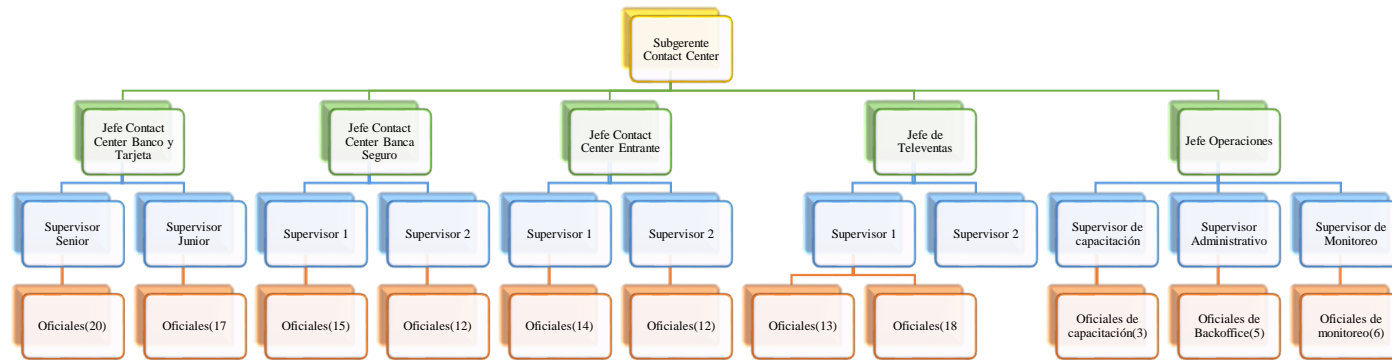 Subgerente
Contact Center
Jefe Contact
Center Banco y
Tarjeta
Jefe Contact
Center Banca
Seguro
Jefe Contact
Center Entrante
Jefe de
Televentas
Jefe Operaciones
Supervisor
Senior
Supervisor
Junior
Supervisor 1
Supervisor 2
Supervisor 1
Supervisor 2
Supervisor 1
Supervisor 2
Supervisor de
capacitación
Supervisor
Administrativo
Supervisor de
Monitoreo
Oficiales(20)
Oficiales(17
Oficiales(15)
Oficiales(12)
Oficiales(14)
Oficiales(12)
Oficiales(13)
Oficiales(18
Oficiales de
capacitación(3)
Oficiales de
Backoffice(5)
Oficiales de
monitoreo(6)